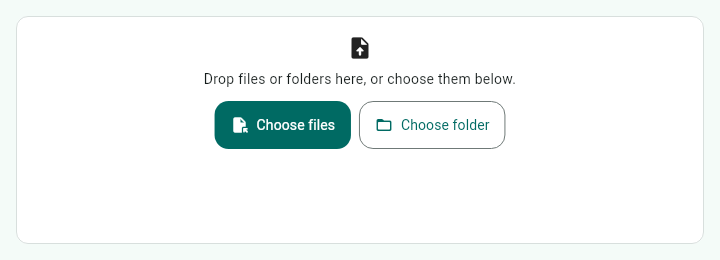 Drop files or folders here, or choose them below.
Choose files
Choose folder